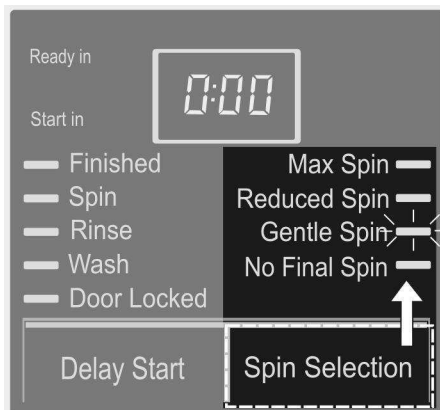 Ready in
0:00
Start in
Finished
Max Spin
Spin
Reduced Spin
Rinse
Gentle Spin
Wash
No Final Spin
Door Locked
Delay Start
Spin Selection